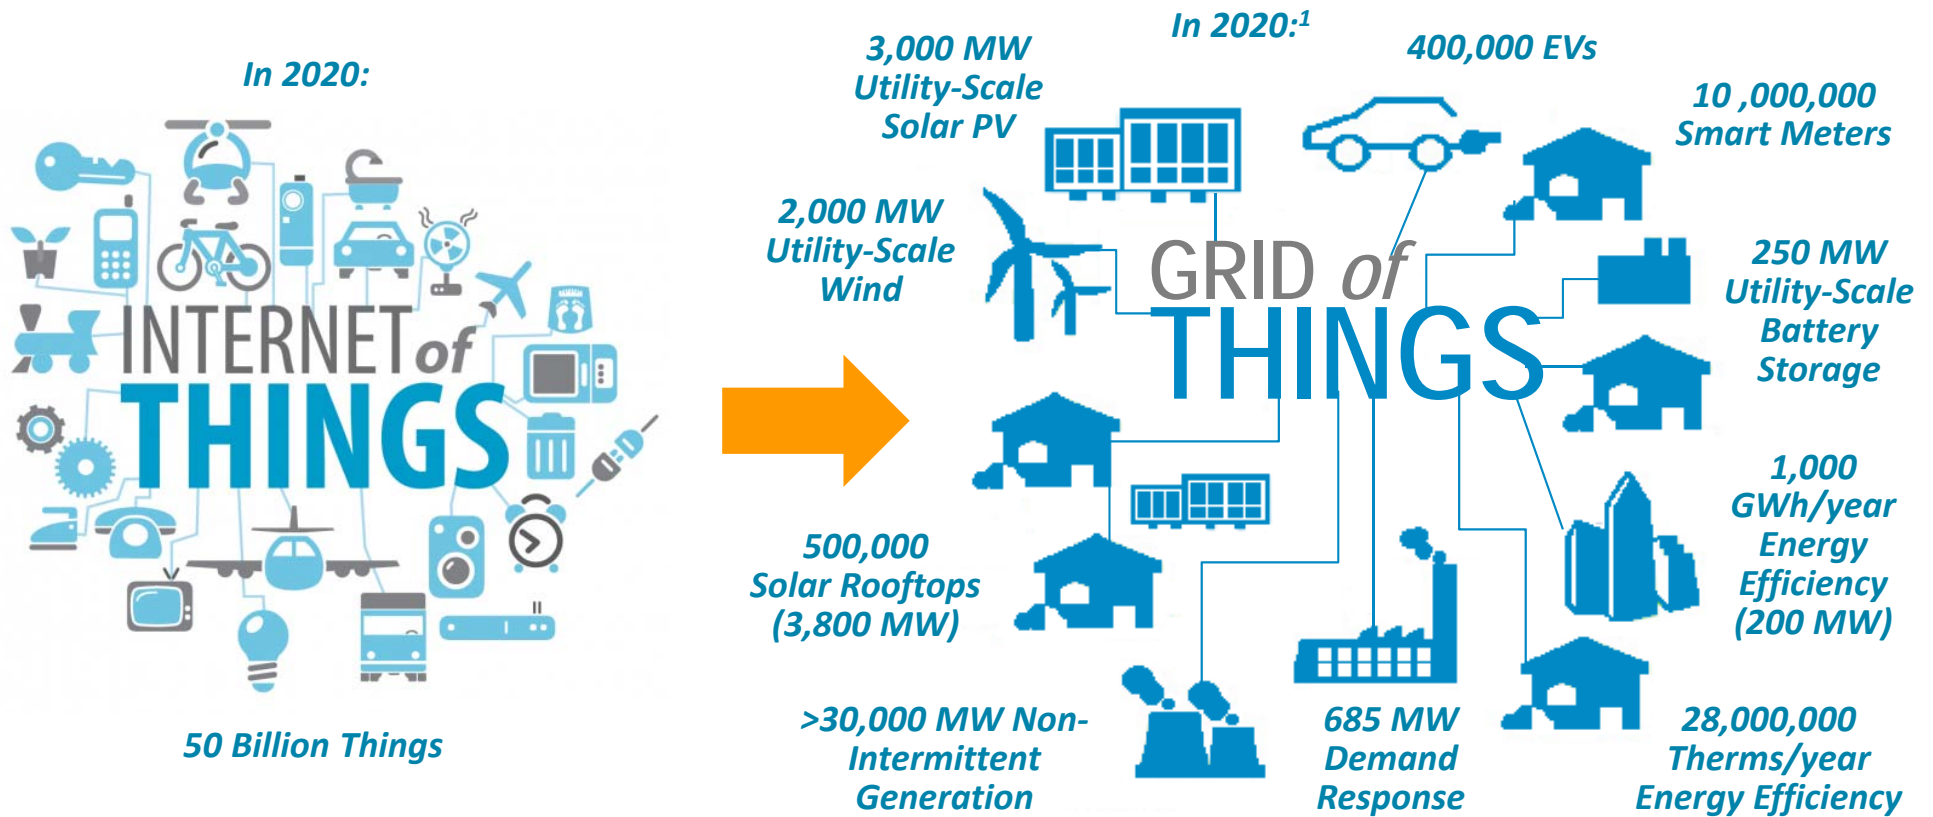 In 2020:
INTERNET of
THINGS
50 Billion Things
In 2020:1
3,000 MW
Utility-Scale
Solar PV
400,000 EVs
10 ,000,000
Smart Meters
2,000 MW
Utility-Scale
Wind
GRID of
THINGS
250 MW
Utility-Scale
Battery
Storage
500,000
Solar Rooftops
(3,800 MW)
1,000
GWh/year
Energy
Efficiency
(200 MW)
>30,000 MW Non-
Intermittent
Generation
685 MW
Demand
Response
28,000,000
Therms/year
Energy Efficiency